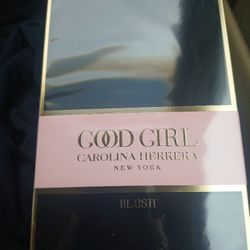 GOOD GIRL
CAROLINA HERRERA
NEW YORK
BLUSH